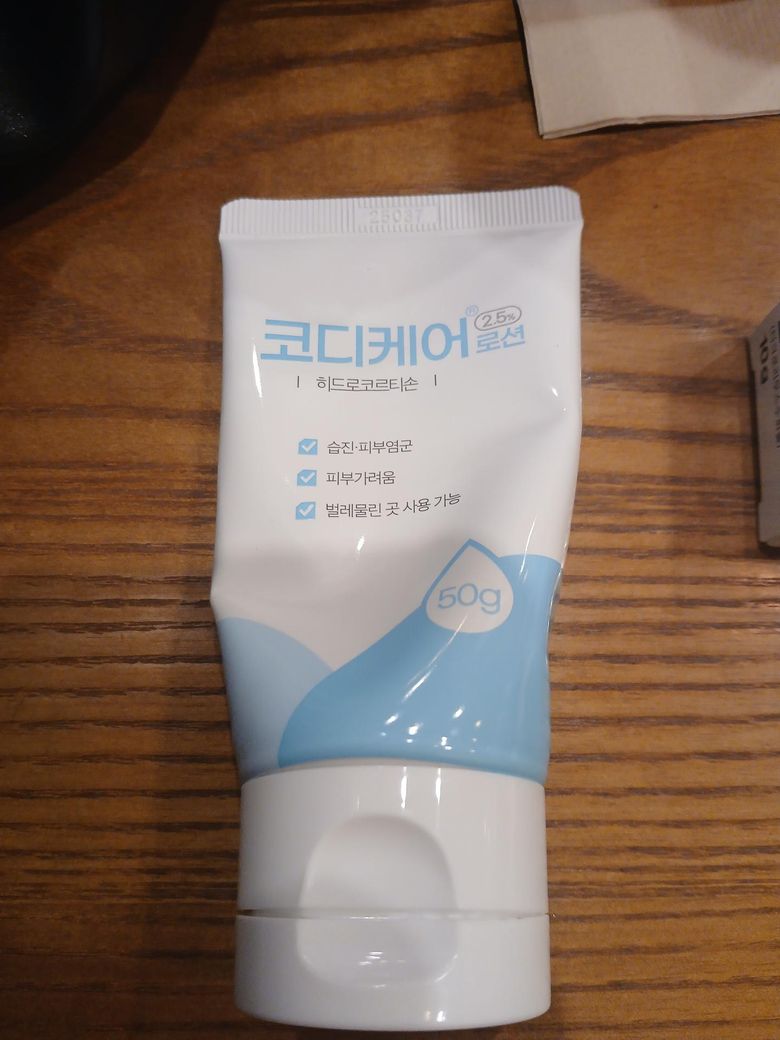 25037
코디케어® 2.5% 로션
| 히드로코르티손 |
습진·피부염군
피부가려움
벌레물린 곳 사용 가능
50g
10g